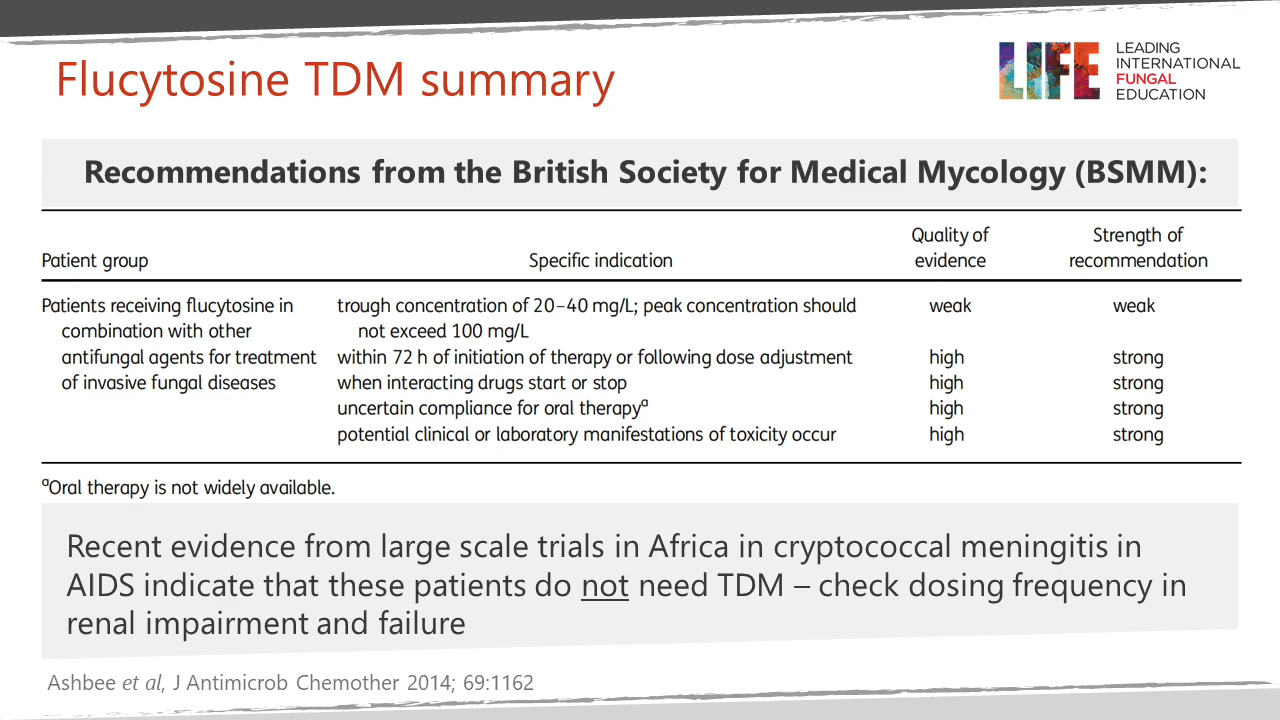 Flucytosine TDM summary
LIFE
LEADING
INTERNATIONAL
FUNGAL
EDUCATION
Recommendations from the British Society for Medical Mycology (BSMM):
Patient group Specific indication Quality of evidence Strength of recommendation
Patients receiving flucytosine in trough concentration of 20–40 mg/L; peak concentration should weak weak
combination with other not exceed 100 mg/L
antifungal agents for treatment within 72 h of initiation of therapy or following dose adjustment high strong
of invasive fungal diseases when interacting drugs start or stop high strong
uncertain compliance for oral therapyᵃ high strong
potential clinical or laboratory manifestations of toxicity occur high strong
ᵃOral therapy is not widely available.
Recent evidence from large scale trials in Africa in cryptococcal meningitis in
AIDS indicate that these patients do not need TDM – check dosing frequency in
renal impairment and failure
Ashbee et al, J Antimicrob Chemother 2014; 69:1162